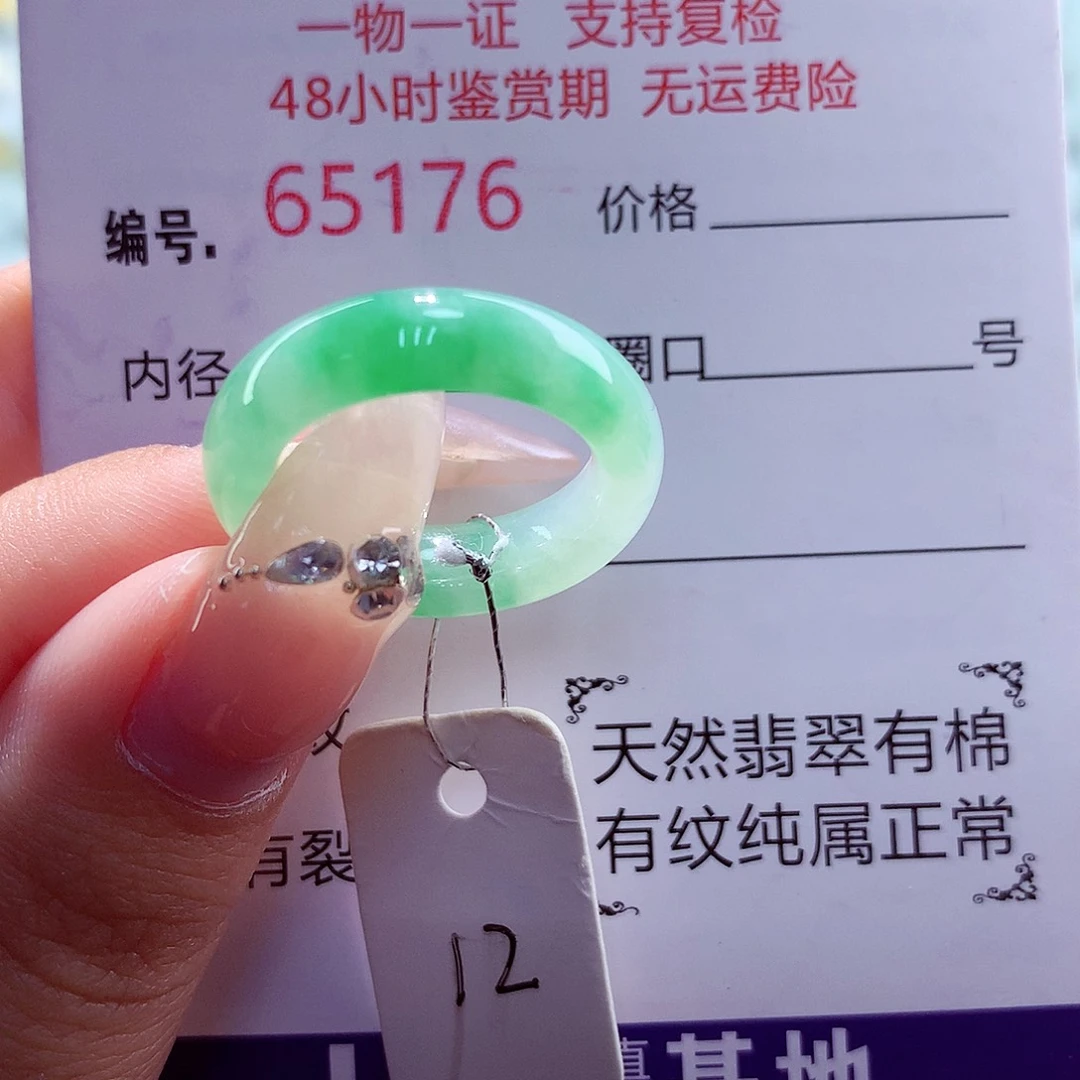 一物一证 支持复检
48小时鉴赏期 无运费险
编号. 65176 价格
内径 圈口 号
天然翡翠有棉
有裂 有纹纯属正常
12
基地